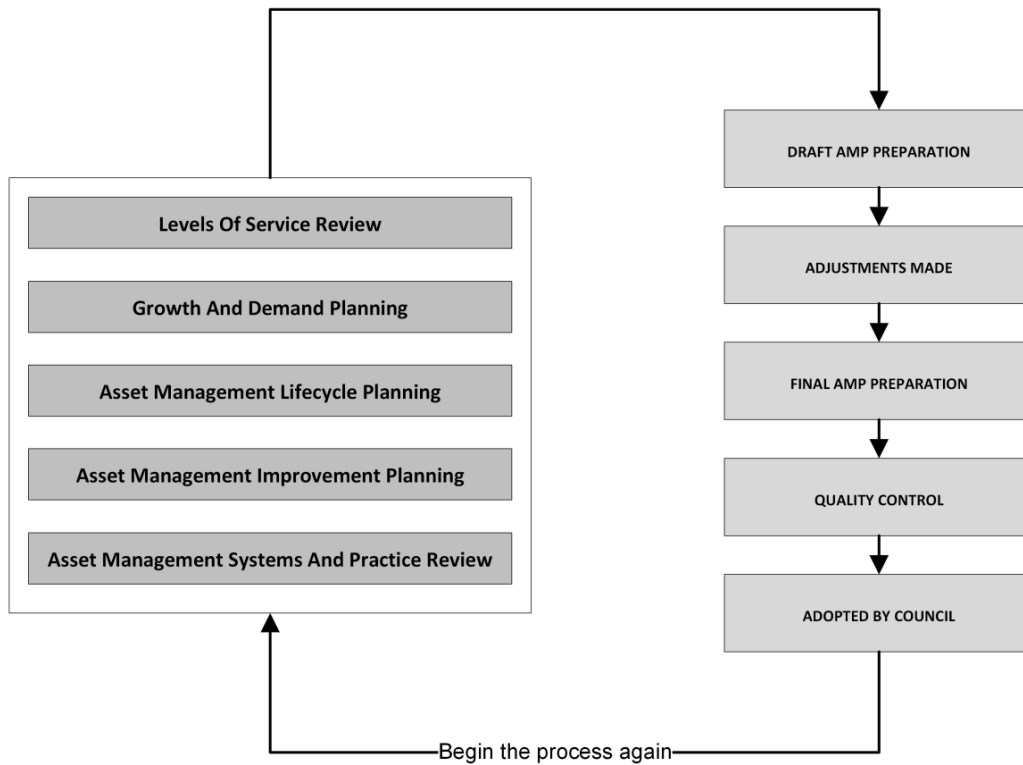 Levels Of Service Review
Growth And Demand Planning
Asset Management Lifecycle Planning
Asset Management Improvement Planning
Asset Management Systems And Practice Review
DRAFT AMP PREPARATION
ADJUSTMENTS MADE
FINAL AMP PREPARATION
QUALITY CONTROL
ADOPTED BY COUNCIL
Begin the process again